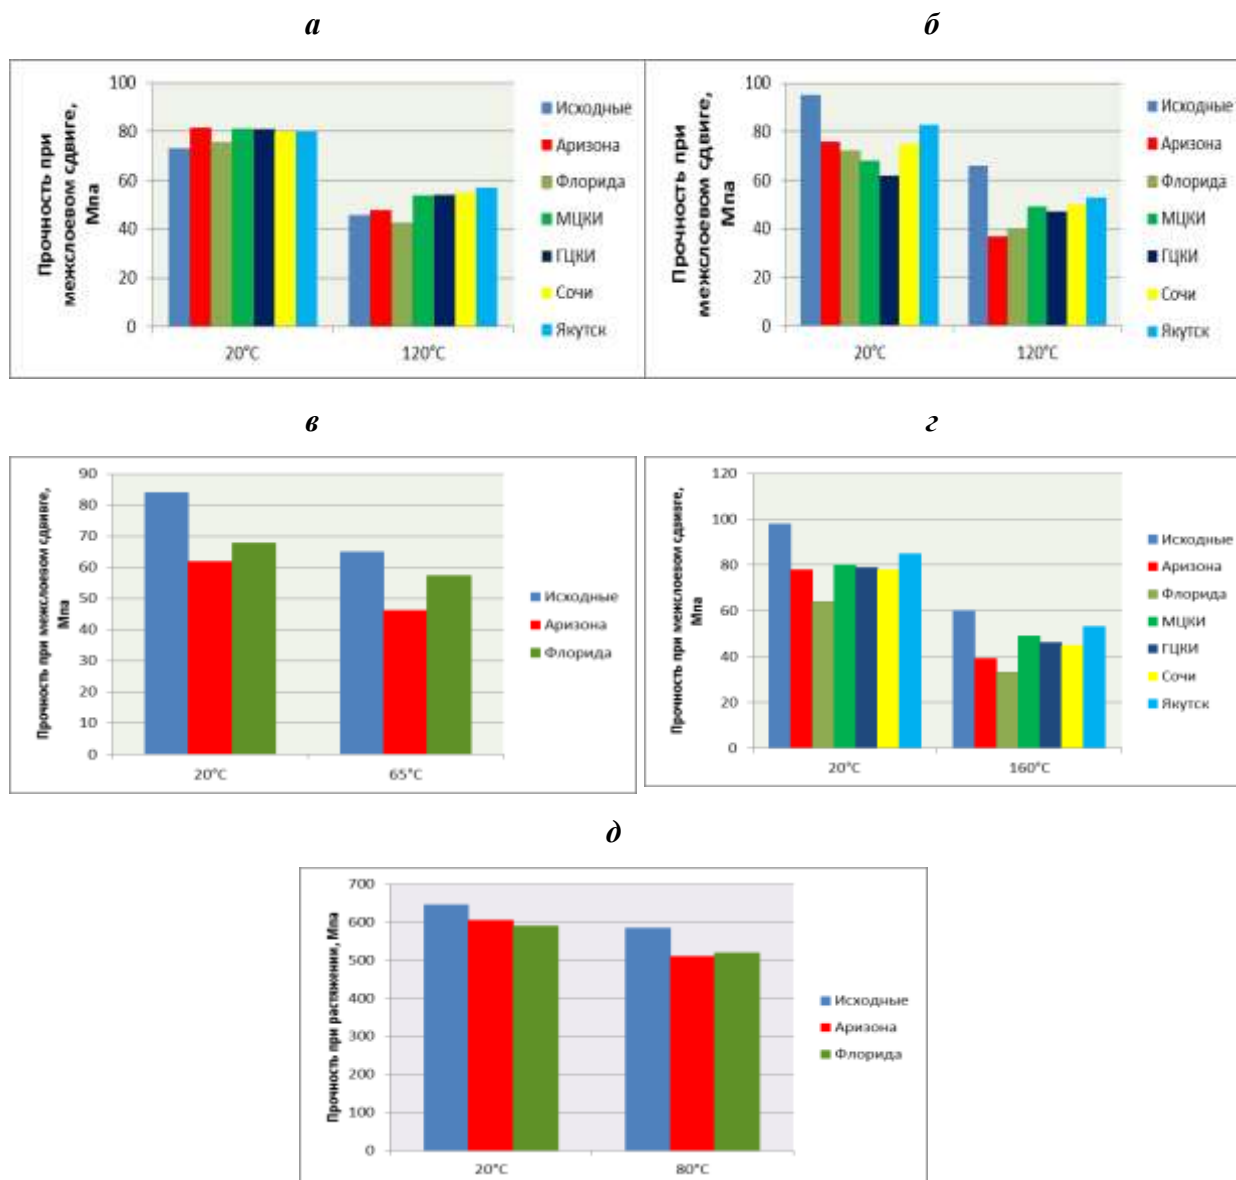 а
б
Прочность при
межслоевом сдвиге,
Мпа
100
80
60
40
20
0
20°С
120°С
Исходные
Аризона
Флорида
МЦКИ
ГЦКИ
Сочи
Якутск
Прочность при
межслоевом сдвиге,
Мпа
100
80
60
40
20
0
20°С
120°С
Исходные
Аризона
Флорида
МЦКИ
ГЦКИ
Сочи
Якутск
в
г
Прочность при межслоевом сдвивге,
Мпа
90
80
70
60
50
40
30
20
10
0
20°С
65°С
Исходные
Аризона
Флорида
Прочность при межслоевом сдвивге,
Мпа
120
100
80
60
40
20
0
20°С
160°С
Исходные
Аризона
Флорида
МЦКИ
ГЦКИ
Сочи
Якутск
д
Прочность при растяжении, Мпа
700
600
500
400
300
200
100
0
20°С
80°С
Исходные
Аризона
Флорида